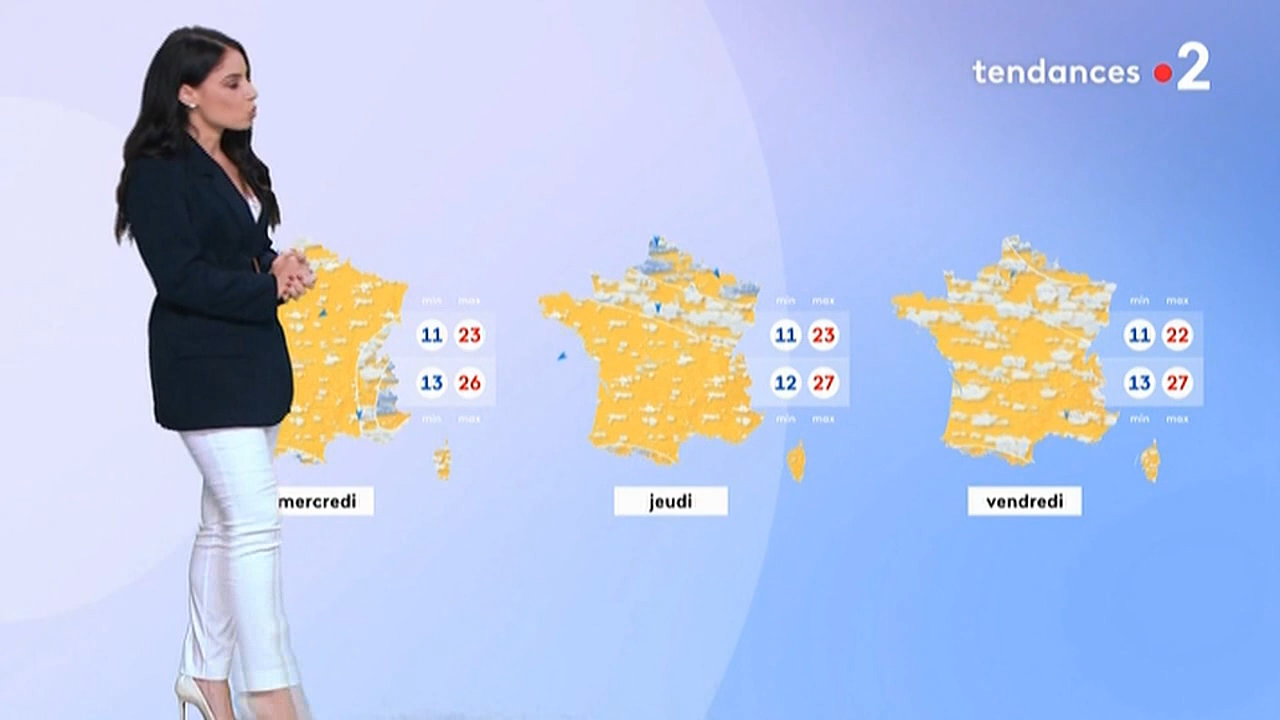 tendances 2
min max
11 23
13 26
min max
mercredi
min max
11 23
12 27
min max
jeudi
min max
11 22
13 27
min max
vendredi